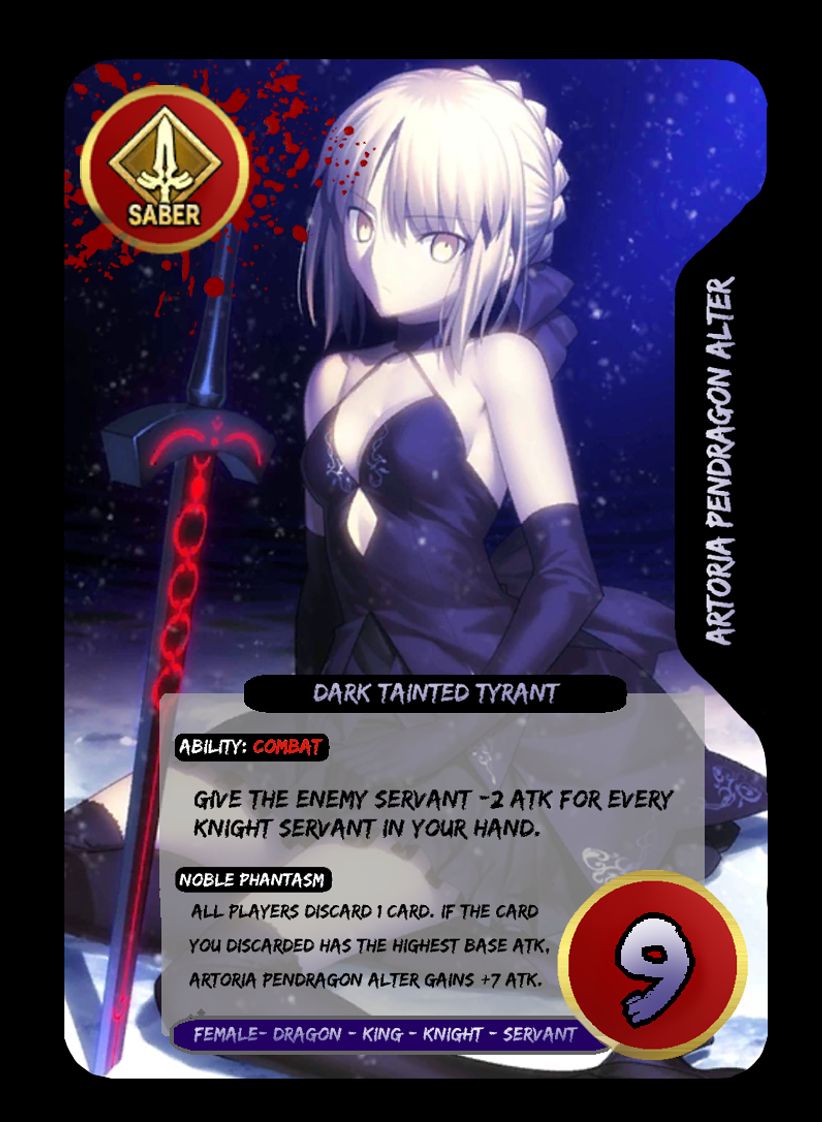 SABER
ARTORIA PENDRAGON ALTER
DARK TAINTED TYRANT
ABILITY: COMBAT
GIVE THE ENEMY SERVANT -2 ATK FOR EVERY
KNIGHT SERVANT IN YOUR HAND.
NOBLE PHANTASM
ALL PLAYERS DISCARD 1 CARD. IF THE CARD
YOU DISCARDED HAS THE HIGHEST BASE ATK,
ARTORIA PENDRAGON ALTER GAINS +7 ATK.
9
FEMALE- DRAGON - KING - KNIGHT - SERVANT